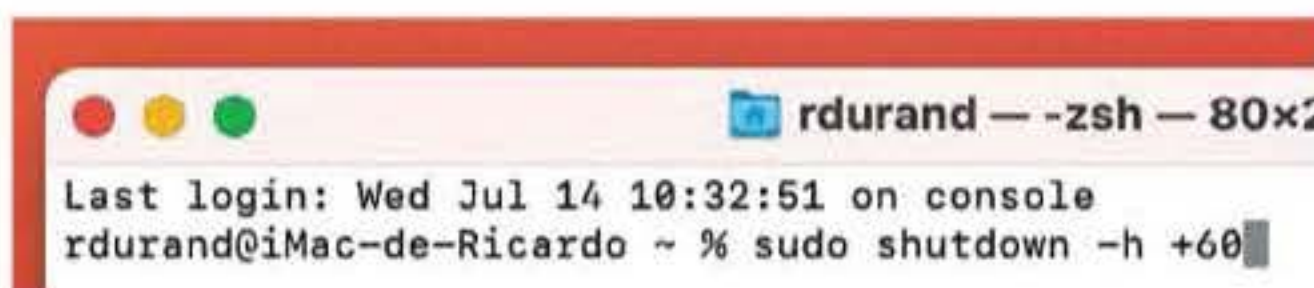 rdurand — -zsh — 80×2
Last login: Wed Jul 14 10:32:51 on console
rdurand@iMac-de-Ricardo ~ % sudo shutdown -h +60